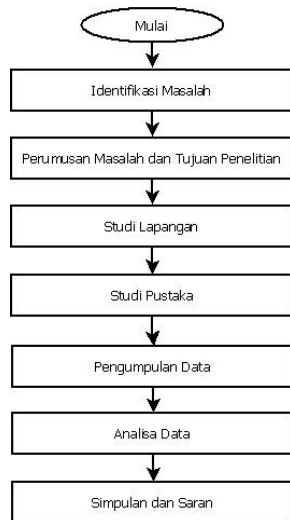 Mulai
Identifikasi Masalah
Perumusan Masalah dan Tujuan Penelitian
Studi Lapangan
Studi Pustaka
Pengumpulan Data
Analisa Data
Simpulan dan Saran